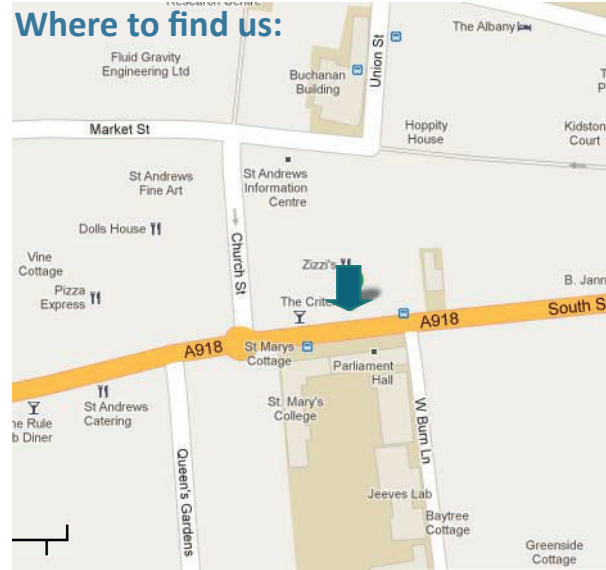 Where to find us:
The Albany
Fluid Gravity
Engineering Ltd
Buchanan
Building
Union St
Market St
Hoppity
House
Kidston
Court
St Andrews
Fine Art
St Andrews
Information
Centre
Dolls House
Church St
Vine
Cottage
Zizzi's
Pizza
Express
The
B. Jann
South S
A918
A918
St Marys
Cottage
Parliament
Hall
St Andrews
Catering
St. Mary's
College
Rule
Diner
W Burn Ln
Queen's Gardens
Jeeves Lab
Baytree
Cottage
Greenside
Cottage